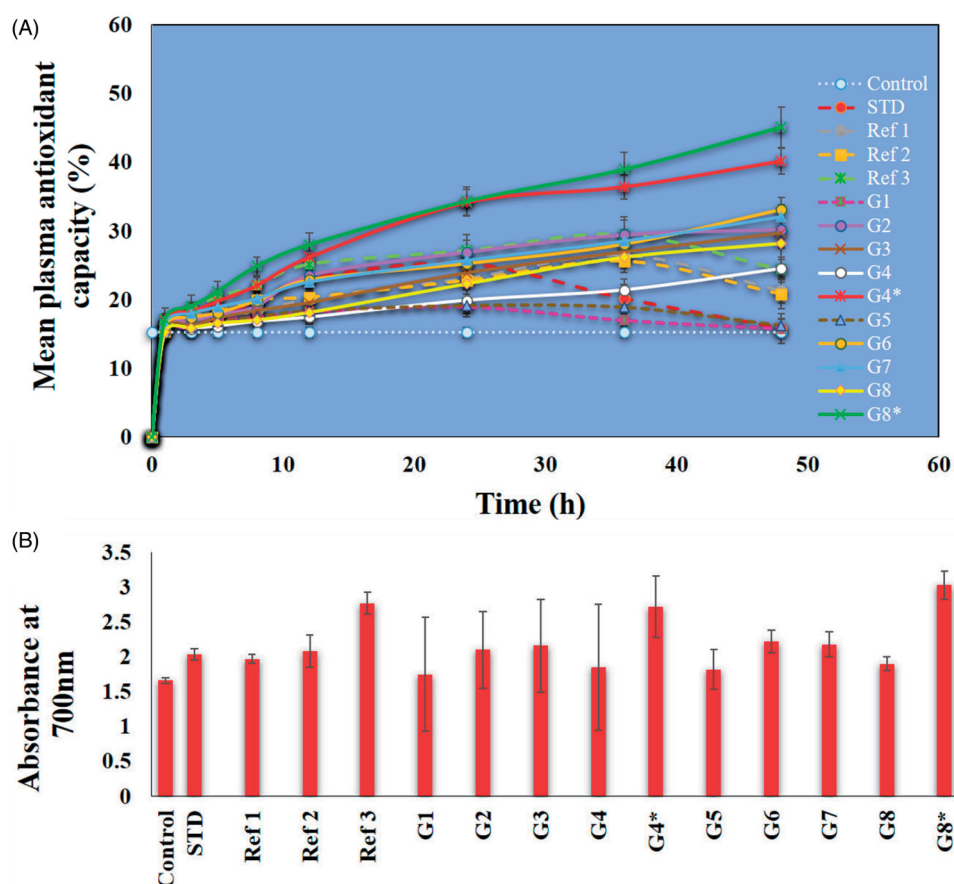 (A)
60
50
40
30
20
10
0
Mean plasma antioxidant
capacity (%)
Control
STD
Ref 1
Ref 2
Ref 3
G1
G2
G3
G4
G4*
G5
G6
G7
G8
G8*
0 10 20 30 40 50 60
Time (h)
(B)
3.5
3
2.5
2
1.5
1
0.5
0
Absorbance at
700nm
Control STD Ref 1 Ref 2 Ref 3 G1 G2 G3 G4 G4* G5 G6 G7 G8 G8*